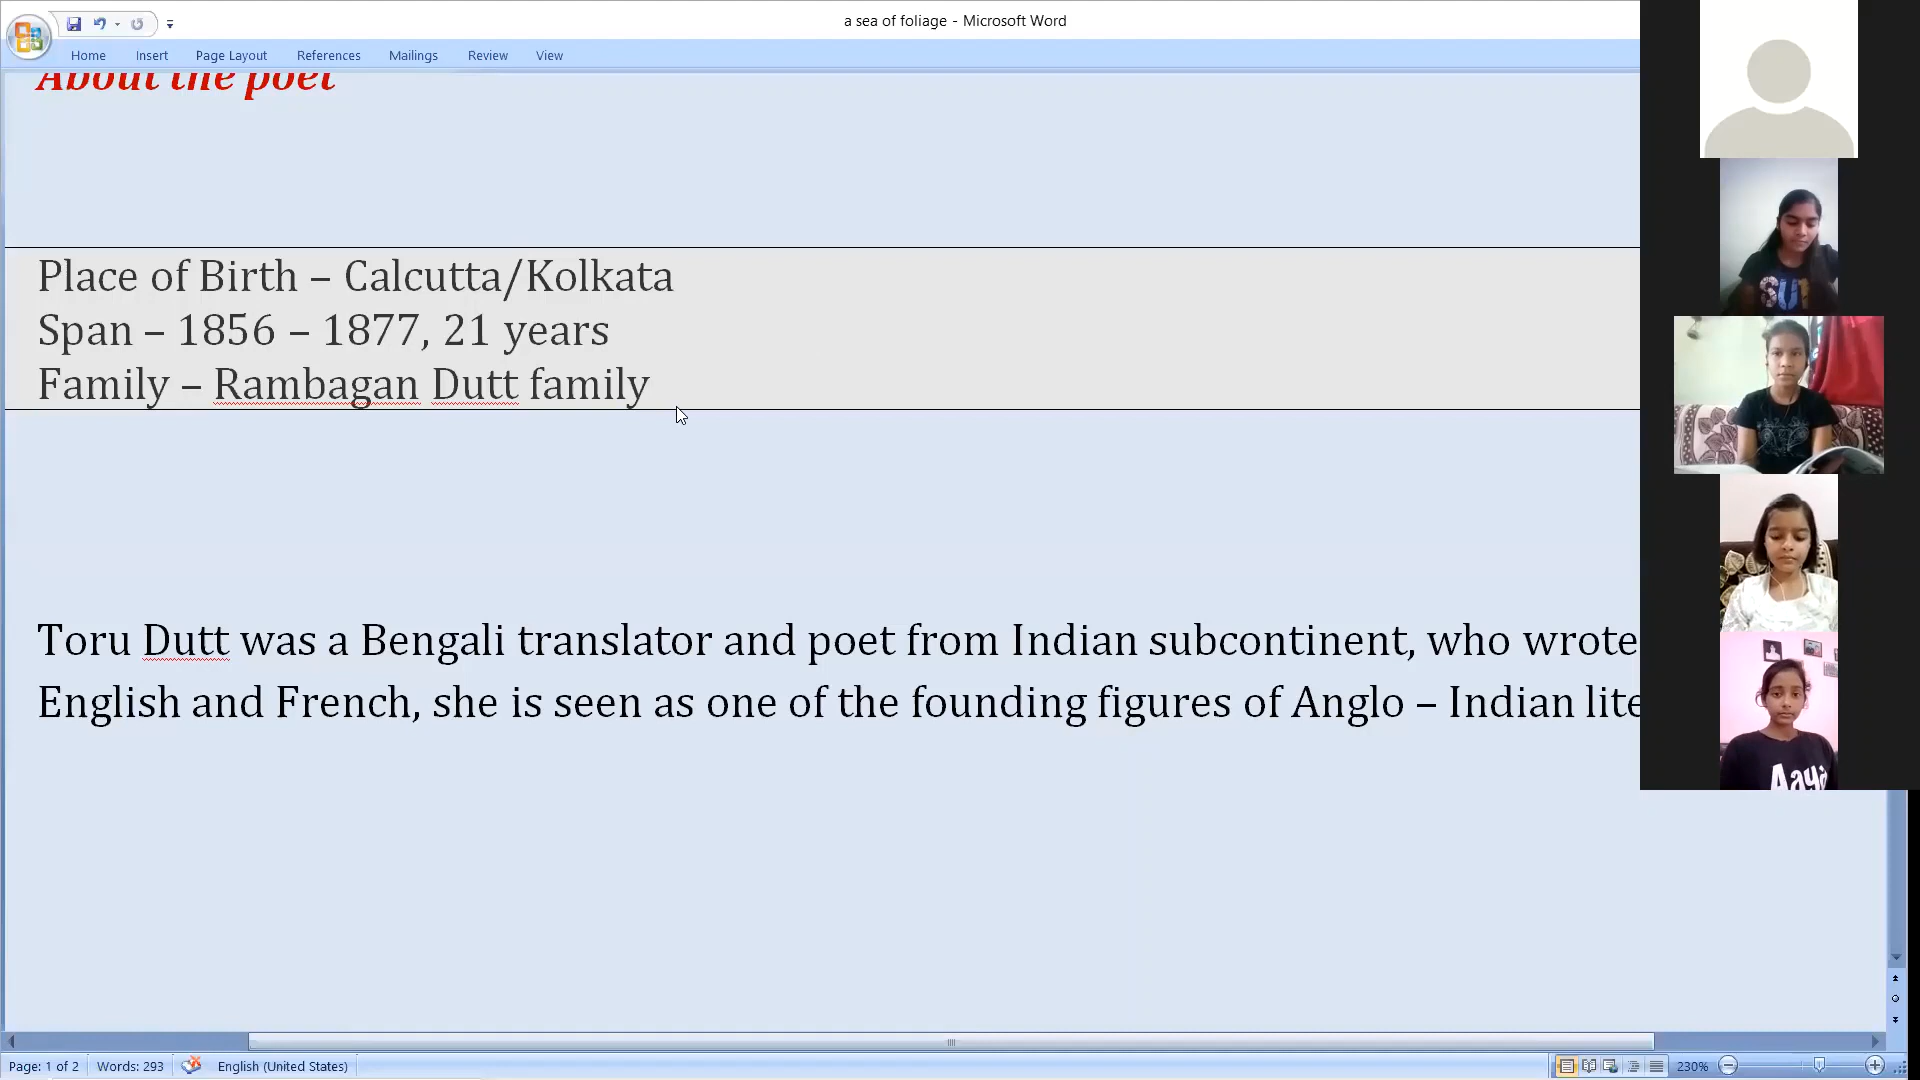 a sea of foliage - Microsoft Word
Home Insert Page Layout References Mailings Review View
About the poet
Place of Birth – Calcutta/Kolkata
Span – 1856 – 1877, 21 years
Family – Rambagan Dutt family
Toru Dutt was a Bengali translator and poet from Indian subcontinent, who wrote
English and French, she is seen as one of the founding figures of Anglo – Indian lite
Aaya
Page: 1 of 2 Words: 293 English (United States) 230%